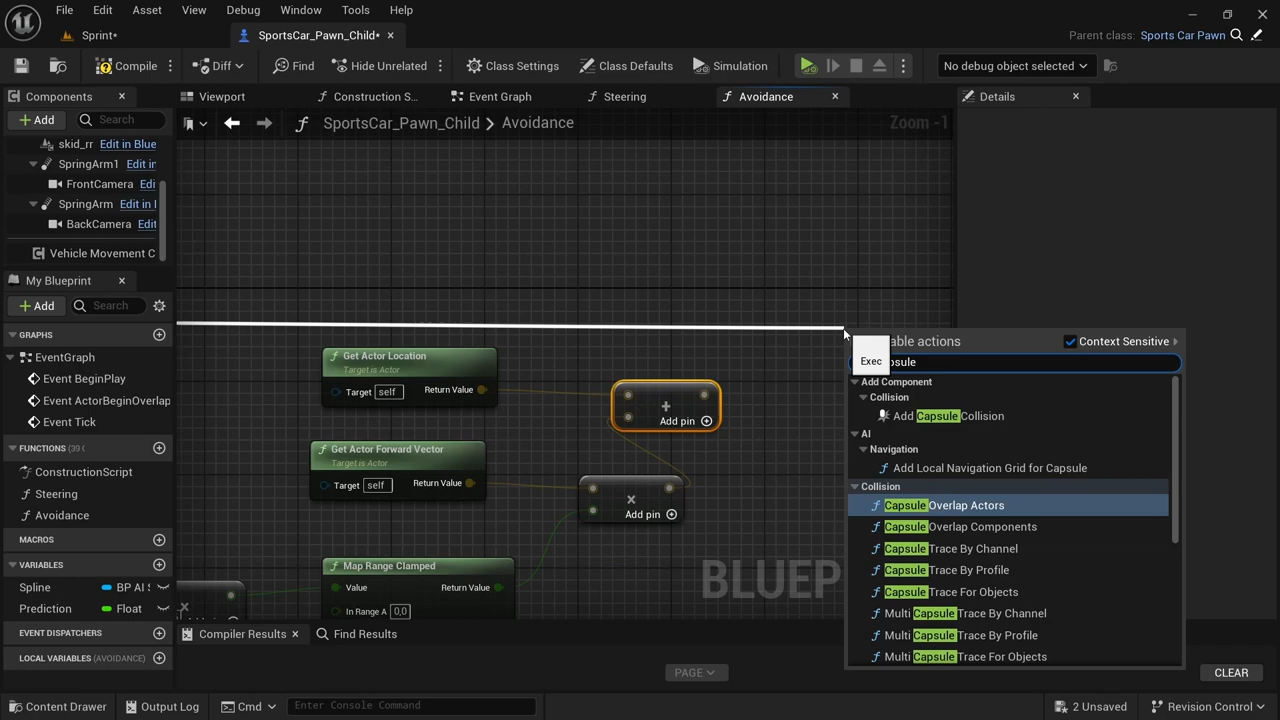 File Edit Asset View Debug Window Tools Help
Sprint*
SportsCar_Pawn_Child*
Parent class: Sports Car Pawn
Compile
Diff
Find
Hide Unrelated
Class Settings
Class Defaults
Simulation
No debug object selected
Components
Viewport
Construction S...
Event Graph
Steering
Avoidance
Details
Add
Search
SportsCar_Pawn_Child > Avoidance
Zoom -1
skid_rr Edit in Blue
SpringArm1 Edit in
FrontCamera Edi
SpringArm Edit in I
BackCamera Edit
Vehicle Movement C
My Blueprint
Add
Search
GRAPHS
EventGraph
Event BeginPlay
Event ActorBeginOverlap
Event Tick
FUNCTIONS (39
ConstructionScript
Steering
Avoidance
MACROS
VARIABLES
Spline BP AI S
Prediction Float
EVENT DISPATCHERS
LOCAL VARIABLES (AVOIDANCE)
Get Actor Location
Target is Actor
Target self Return Value
+
Add pin
Get Actor Forward Vector
Target is Actor
Target self Return Value
×
Add pin
Map Range Clamped
Value Return Value
In Range A 0,0
BLUEP
able actions
Context Sensitive
Exec
psule
Add Component
Collision
Add Capsule Collision
AI
Navigation
Add Local Navigation Grid for Capsule
Collision
Capsule Overlap Actors
Capsule Overlap Components
Capsule Trace By Channel
Capsule Trace By Profile
Capsule Trace For Objects
Multi Capsule Trace By Channel
Multi Capsule Trace By Profile
Multi Capsule Trace For Objects
Compiler Results
Find Results
PAGE
CLEAR
Content Drawer
Output Log
Cmd
Enter Console Command
2 Unsaved
Revision Control